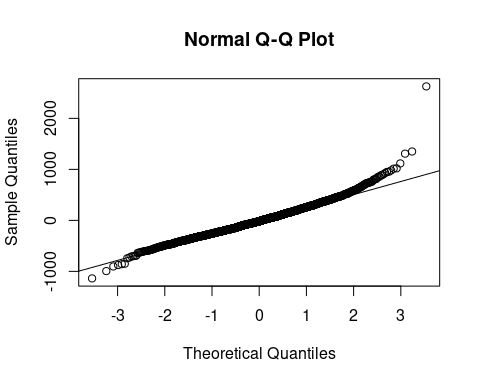 Normal Q-Q Plot
Sample Quantiles
2000
1000
0
-1000
-3 -2 -1 0 1 2 3
Theoretical Quantiles